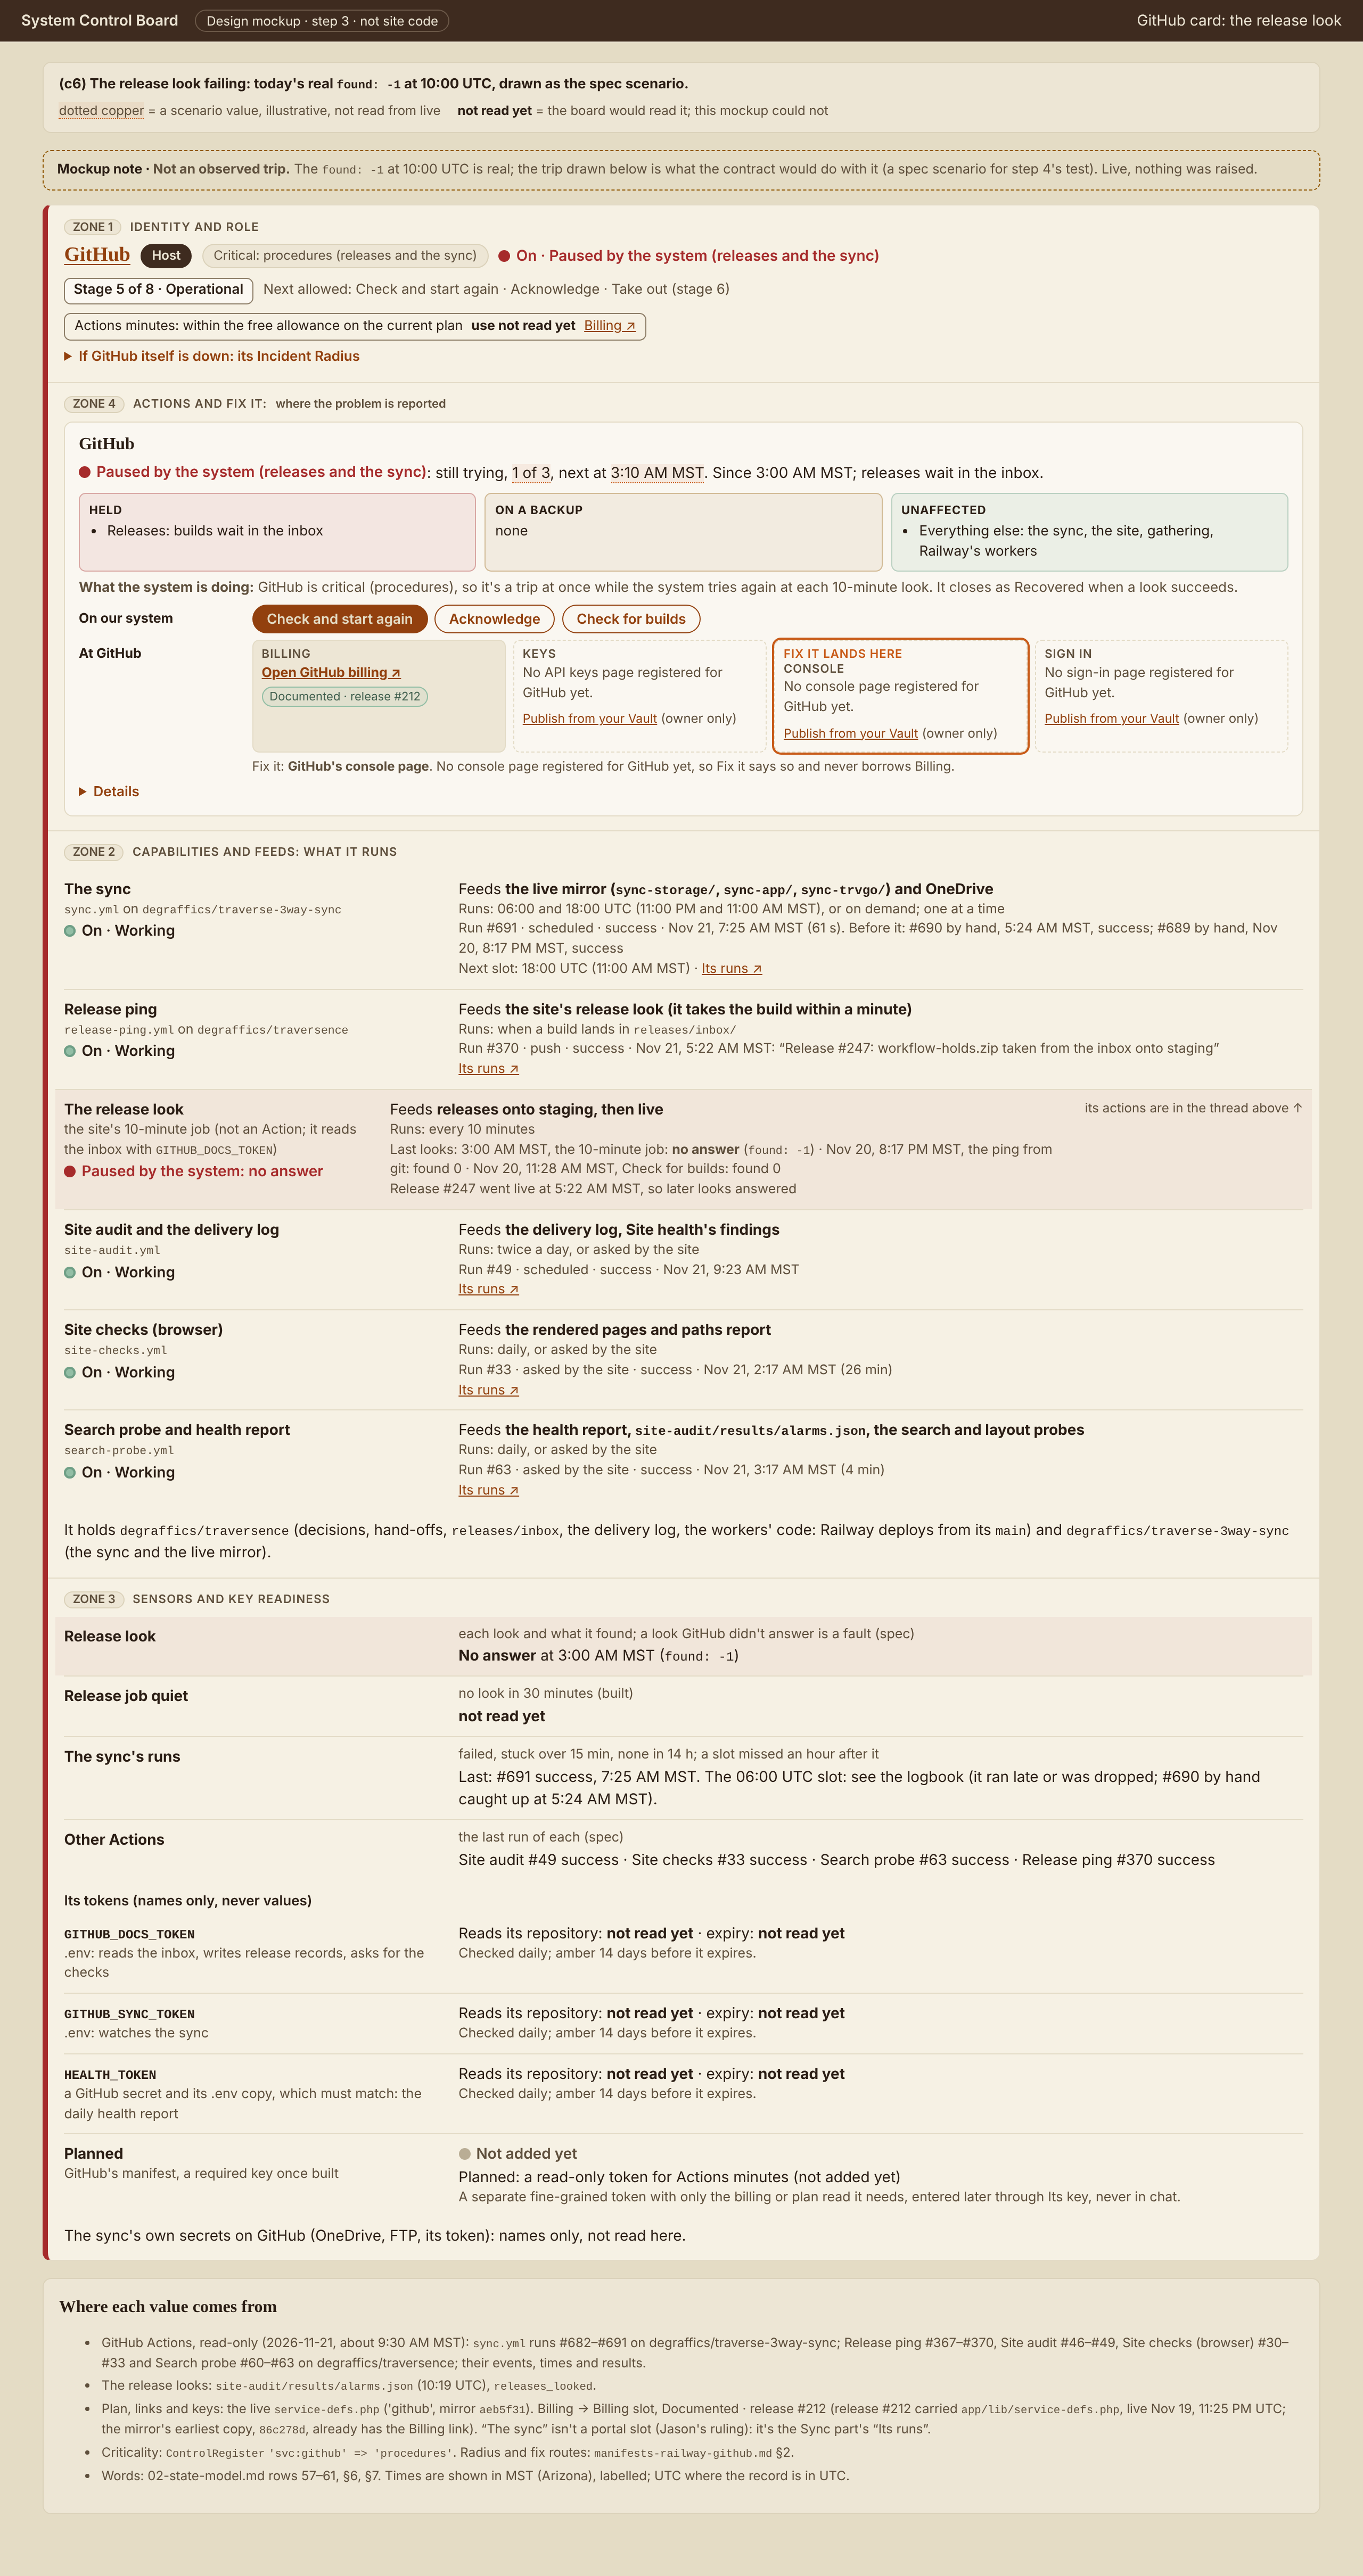 System Control Board
Design mockup · step 3 · not site code
GitHub card: the release look
(c6) The release look failing: today's real found: -1 at 10:00 UTC, drawn as the spec scenario.
dotted copper = a scenario value, illustrative, not read from live not read yet = the board would read it; this mockup could not
Mockup note · Not an observed trip. The found: -1 at 10:00 UTC is real; the trip drawn below is what the contract would do with it (a spec scenario for step 4's test). Live, nothing was raised.
ZONE 1 IDENTITY AND ROLE
GitHub Host Critical: procedures (releases and the sync) On · Paused by the system (releases and the sync)
Stage 5 of 8 · Operational Next allowed: Check and start again · Acknowledge · Take out (stage 6)
Actions minutes: within the free allowance on the current plan use not read yet Billing ↗
▶ If GitHub itself is down: its Incident Radius
ZONE 4 ACTIONS AND FIX IT: where the problem is reported
GitHub
Paused by the system (releases and the sync): still trying, 1 of 3, next at 3:10 AM MST. Since 3:00 AM MST; releases wait in the inbox.
HELD
• Releases: builds wait in the inbox
ON A BACKUP
none
UNAFFECTED
• Everything else: the sync, the site, gathering,
Railway's workers
What the system is doing: GitHub is critical (procedures), so it's a trip at once while the system tries again at each 10-minute look. It closes as Recovered when a look succeeds.
On our system
Check and start again
Acknowledge
Check for builds
At GitHub
BILLING
Open GitHub billing ↗
Documented · release #212
KEYS
No API keys page registered for
GitHub yet.
Publish from your Vault (owner only)
FIX IT LANDS HERE
CONSOLE
No console page registered for
GitHub yet.
Publish from your Vault (owner only)
SIGN IN
No sign-in page registered for
GitHub yet.
Publish from your Vault (owner only)
Fix it: GitHub's console page. No console page registered for GitHub yet, so Fix it says so and never borrows Billing.
▶ Details
ZONE 2 CAPABILITIES AND FEEDS: WHAT IT RUNS
The sync
sync.yml on degraffics/traverse-3way-sync
On · Working
Feeds the live mirror (sync-storage/, sync-app/, sync-trvgo/) and OneDrive
Runs: 06:00 and 18:00 UTC (11:00 PM and 11:00 AM MST), or on demand; one at a time
Run #691 · scheduled · success · Nov 21, 7:25 AM MST (61 s). Before it: #690 by hand, 5:24 AM MST, success; #689 by hand, Nov
20, 8:17 PM MST, success
Next slot: 18:00 UTC (11:00 AM MST) · Its runs ↗
Release ping
release-ping.yml on degraffics/traversence
On · Working
Feeds the site's release look (it takes the build within a minute)
Runs: when a build lands in releases/inbox/
Run #370 · push · success · Nov 21, 5:22 AM MST: “Release #247: workflow-holds.zip taken from the inbox onto staging”
Its runs ↗
The release look
the site's 10-minute job (not an Action; it reads
the inbox with GITHUB_DOCS_TOKEN)
Paused by the system: no answer
Feeds releases onto staging, then live
Runs: every 10 minutes
Last looks: 3:00 AM MST, the 10-minute job: no answer (found: -1) · Nov 20, 8:17 PM MST, the ping from
git: found 0 · Nov 20, 11:28 AM MST, Check for builds: found 0
Release #247 went live at 5:22 AM MST, so later looks answered
its actions are in the thread above ↑
Site audit and the delivery log
site-audit.yml
On · Working
Feeds the delivery log, Site health's findings
Runs: twice a day, or asked by the site
Run #49 · scheduled · success · Nov 21, 9:23 AM MST
Its runs ↗
Site checks (browser)
site-checks.yml
On · Working
Feeds the rendered pages and paths report
Runs: daily, or asked by the site
Run #33 · asked by the site · success · Nov 21, 2:17 AM MST (26 min)
Its runs ↗
Search probe and health report
search-probe.yml
On · Working
Feeds the health report, site-audit/results/alarms.json, the search and layout probes
Runs: daily, or asked by the site
Run #63 · asked by the site · success · Nov 21, 3:17 AM MST (4 min)
Its runs ↗
It holds degraffics/traversence (decisions, hand-offs, releases/inbox, the delivery log, the workers' code: Railway deploys from its main) and degraffics/traverse-3way-sync
(the sync and the live mirror).
ZONE 3 SENSORS AND KEY READINESS
Release look
each look and what it found; a look GitHub didn't answer is a fault (spec)
No answer at 3:00 AM MST (found: -1)
Release job quiet
no look in 30 minutes (built)
not read yet
The sync's runs
failed, stuck over 15 min, none in 14 h; a slot missed an hour after it
Last: #691 success, 7:25 AM MST. The 06:00 UTC slot: see the logbook (it ran late or was dropped; #690 by hand
caught up at 5:24 AM MST).
Other Actions
the last run of each (spec)
Site audit #49 success · Site checks #33 success · Search probe #63 success · Release ping #370 success
Its tokens (names only, never values)
GITHUB_DOCS_TOKEN
.env: reads the inbox, writes release records, asks for the
checks
Reads its repository: not read yet · expiry: not read yet
Checked daily; amber 14 days before it expires.
GITHUB_SYNC_TOKEN
.env: watches the sync
Reads its repository: not read yet · expiry: not read yet
Checked daily; amber 14 days before it expires.
HEALTH_TOKEN
a GitHub secret and its .env copy, which must match: the
daily health report
Reads its repository: not read yet · expiry: not read yet
Checked daily; amber 14 days before it expires.
Planned
GitHub's manifest, a required key once built
Not added yet
Planned: a read-only token for Actions minutes (not added yet)
A separate fine-grained token with only the billing or plan read it needs, entered later through Its key, never in chat.
The sync's own secrets on GitHub (OneDrive, FTP, its token): names only, not read here.
Where each value comes from
• GitHub Actions, read-only (2026-11-21, about 9:30 AM MST): sync.yml runs #682–#691 on degraffics/traverse-3way-sync; Release ping #367–#370, Site audit #46–#49, Site checks (browser) #30–
#33 and Search probe #60–#63 on degraffics/traversence; their events, times and results.
• The release looks: site-audit/results/alarms.json (10:19 UTC), releases_looked.
• Plan, links and keys: the live service-defs.php ('github', mirror aeb5f31). Billing → Billing slot, Documented · release #212 (release #212 carried app/lib/service-defs.php, live Nov 19, 11:25 PM UTC;
the mirror's earliest copy, 86c278d, already has the Billing link). “The sync” isn't a portal slot (Jason's ruling): it's the Sync part's “Its runs”.
• Criticality: ControlRegister 'svc:github' => 'procedures'. Radius and fix routes: manifests-railway-github.md §2.
• Words: 02-state-model.md rows 57–61, §6, §7. Times are shown in MST (Arizona), labelled; UTC where the record is in UTC.